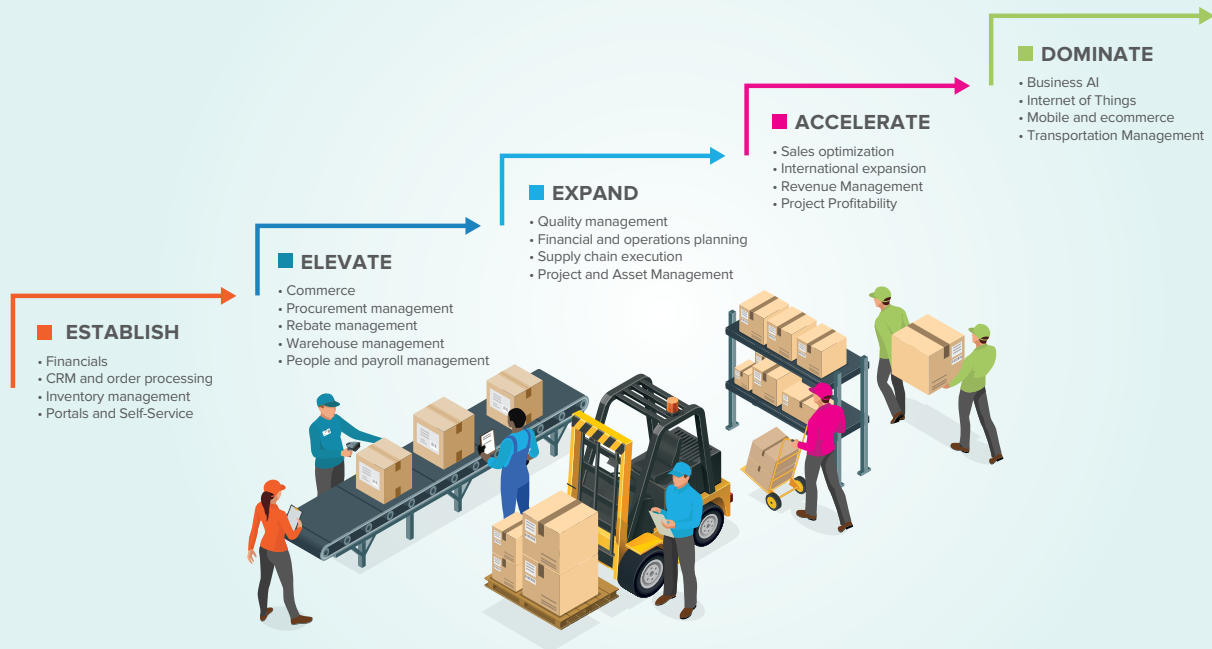 ESTABLISH
• Financials
• CRM and order processing
• Inventory management
• Portals and Self-Service
ELEVATE
• Commerce
• Procurement management
• Rebate management
• Warehouse management
• People and payroll management
EXPAND
• Quality management
• Financial and operations planning
• Supply chain execution
• Project and Asset Management
ACCELERATE
• Sales optimization
• International expansion
• Revenue Management
• Project Profitability
DOMINATE
• Business AI
• Internet of Things
• Mobile and ecommerce
• Transportation Management